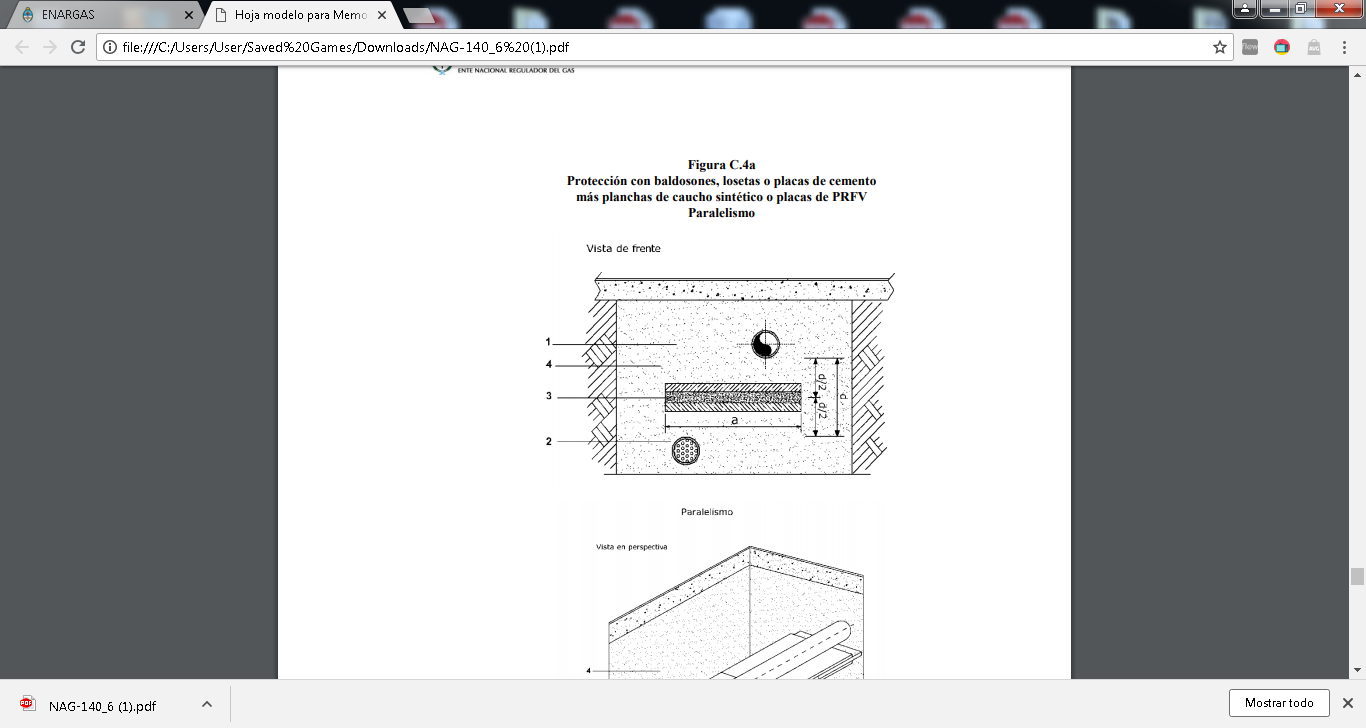 ENARGAS
Hoja modelo para Memo
file:///C:/Users/User/Saved%20Games/Downloads/NAG-140_6%20(1).pdf
flow
AVG
ENTE NACIONAL REGULADOR DEL GAS
Figura C.4a
Protección con baldosones, losetas o placas de cemento
más planchas de caucho sintético o placas de PRFV
Paralelismo
Vista de frente
1
4
3
2
a
d/2
d/2
d
Paralelismo
Vista en perspectiva
4
PDF
NAG-140_6 (1).pdf
Mostrar todo